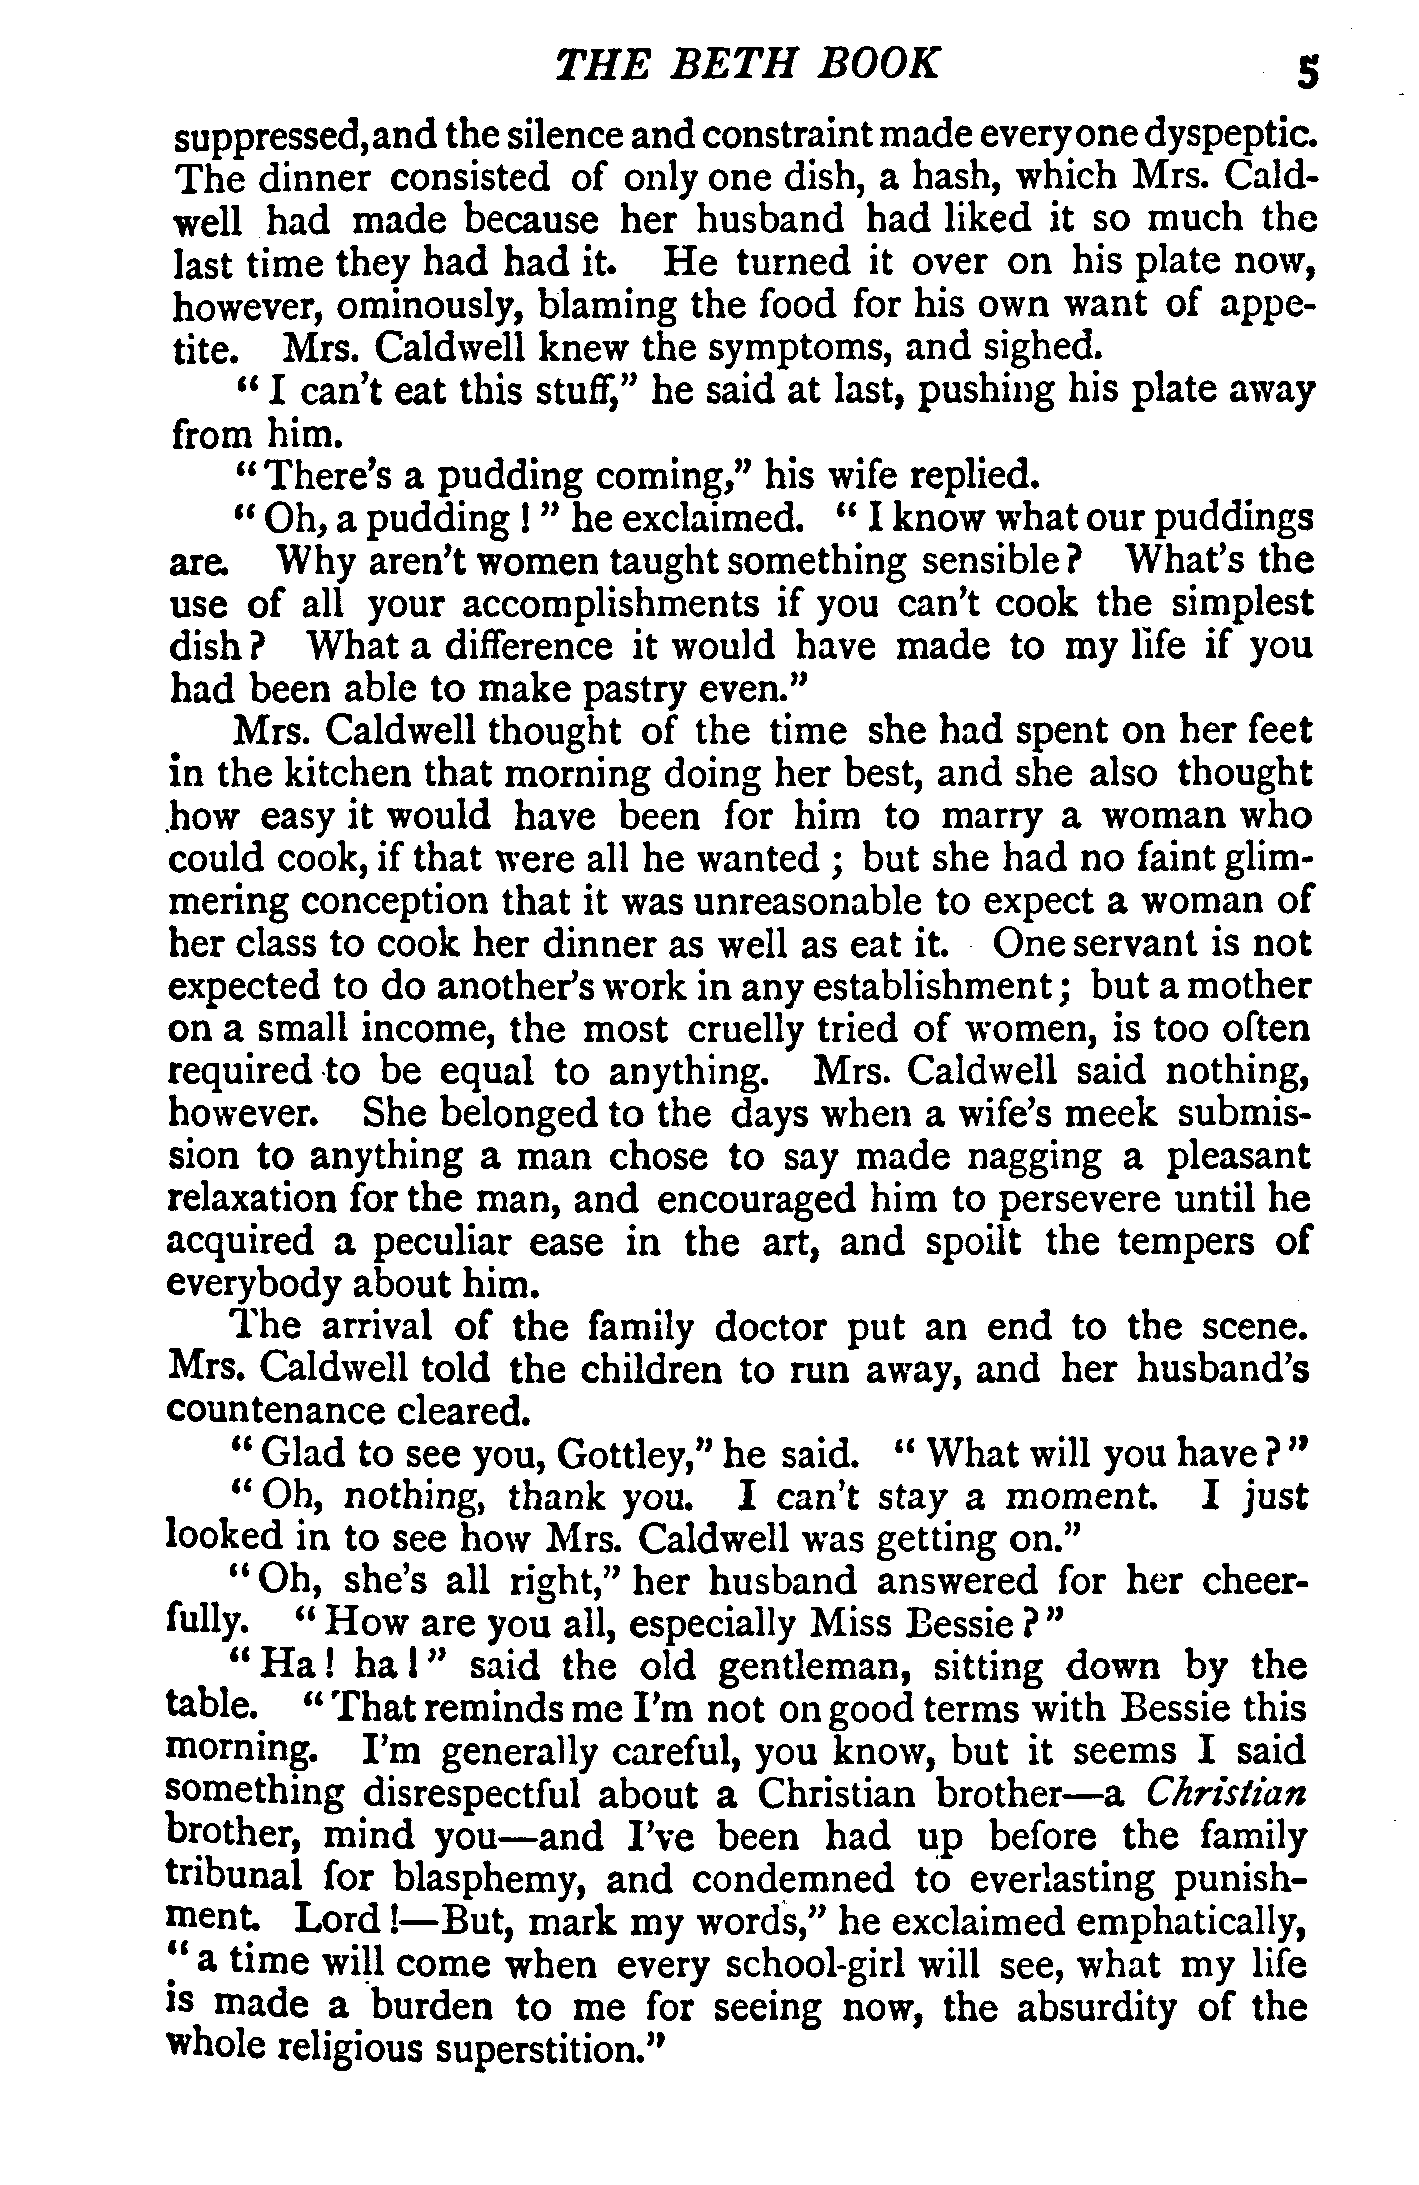 THE BETH BOOK 5
suppressed, and the silence and constraint made everyone dyspeptic.
The dinner consisted of only one dish, a hash, which Mrs. Cald-
well had made because her husband had liked it so much the
last time they had had it. He turned it over on his plate now,
however, ominously, blaming the food for his own want of appe-
tite. Mrs. Caldwell knew the symptoms, and sighed.
“I can't eat this stuff,” he said at last, pushing his plate away
from him.
“There's a pudding coming,” his wife replied.
“Oh, a pudding!” he exclaimed. “I know what our puddings
are. Why aren't women taught something sensible? What's the
use of all your accomplishments if you can't cook the simplest
dish? What a difference it would have made to my life if you
had been able to make pastry even.”
Mrs. Caldwell thought of the time she had spent on her feet
in the kitchen that morning doing her best, and she also thought
how easy it would have been for him to marry a woman who
could cook, if that were all he wanted; but she had no faint glim-
mering conception that it was unreasonable to expect a woman of
her class to cook her dinner as well as eat it. One servant is not
expected to do another's work in any establishment; but a mother
on a small income, the most cruelly tried of women, is too often
required to be equal to anything. Mrs. Caldwell said nothing,
however. She belonged to the days when a wife's meek submis-
sion to anything a man chose to say made nagging a pleasant
relaxation for the man, and encouraged him to persevere until he
acquired a peculiar ease in the art, and spoilt the tempers of
everybody about him.
The arrival of the family doctor put an end to the scene.
Mrs. Caldwell told the children to run away, and her husband's
countenance cleared.
“Glad to see you, Gottley,” he said. “What will you have?”
“Oh, nothing, thank you. I can't stay a moment. I just
looked in to see how Mrs. Caldwell was getting on.”
“Oh, she's all right,” her husband answered for her cheer-
fully. “How are you all, especially Miss Bessie?”
“Ha! ha!” said the old gentleman, sitting down by the
table. “That reminds me I'm not on good terms with Bessie this
morning. I'm generally careful, you know, but it seems I said
something disrespectful about a Christian brother—a Christian
brother, mind you—and I've been had up before the family
tribunal for blasphemy, and condemned to everlasting punish-
ment. Lord!—But, mark my words,” he exclaimed emphatically,
“a time will come when every school-girl will see, what my life
is made a burden to me for seeing now, the absurdity of the
whole religious superstition.”